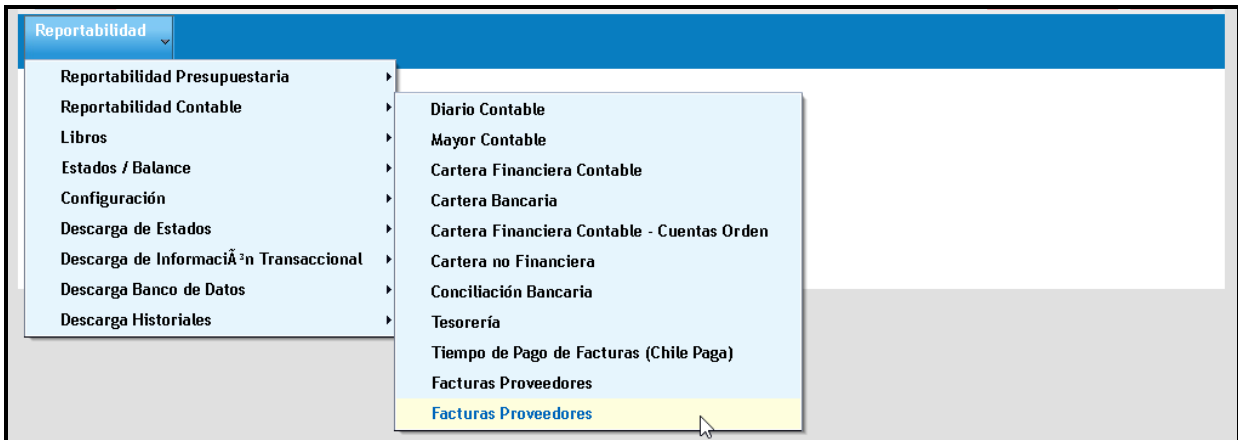 Reportabilidad
Reportabilidad Presupuestaria
Reportabilidad Contable
Libros
Estados / Balance
Configuración
Descarga de Estados
Descarga de InformaciÃ³n Transaccional
Descarga Banco de Datos
Descarga Historiales
Diario Contable
Mayor Contable
Cartera Financiera Contable
Cartera Bancaria
Cartera Financiera Contable - Cuentas Orden
Cartera no Financiera
Conciliación Bancaria
Tesorería
Tiempo de Pago de Facturas (Chile Paga)
Facturas Proveedores
Facturas Proveedores